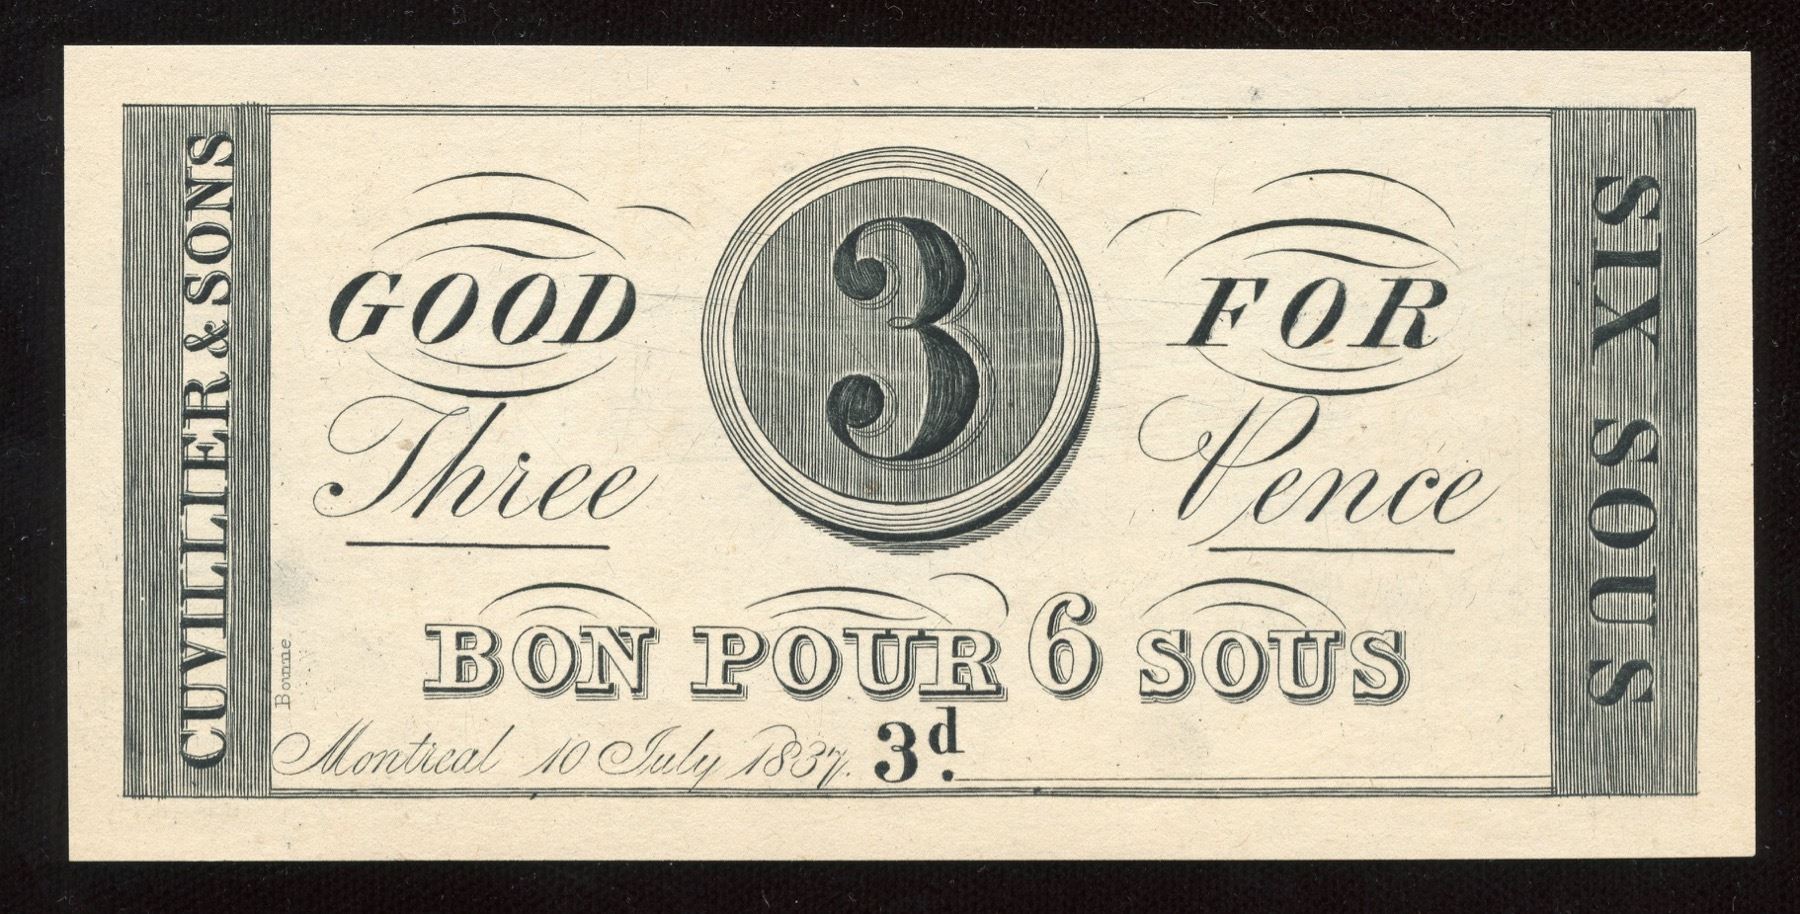 CUVILLIER & SONS
GOOD 3 FOR
Three Pence
BON POUR 6 SOUS
Bourne
Montreal 10 July 1837. 3d.
SIX SOUS